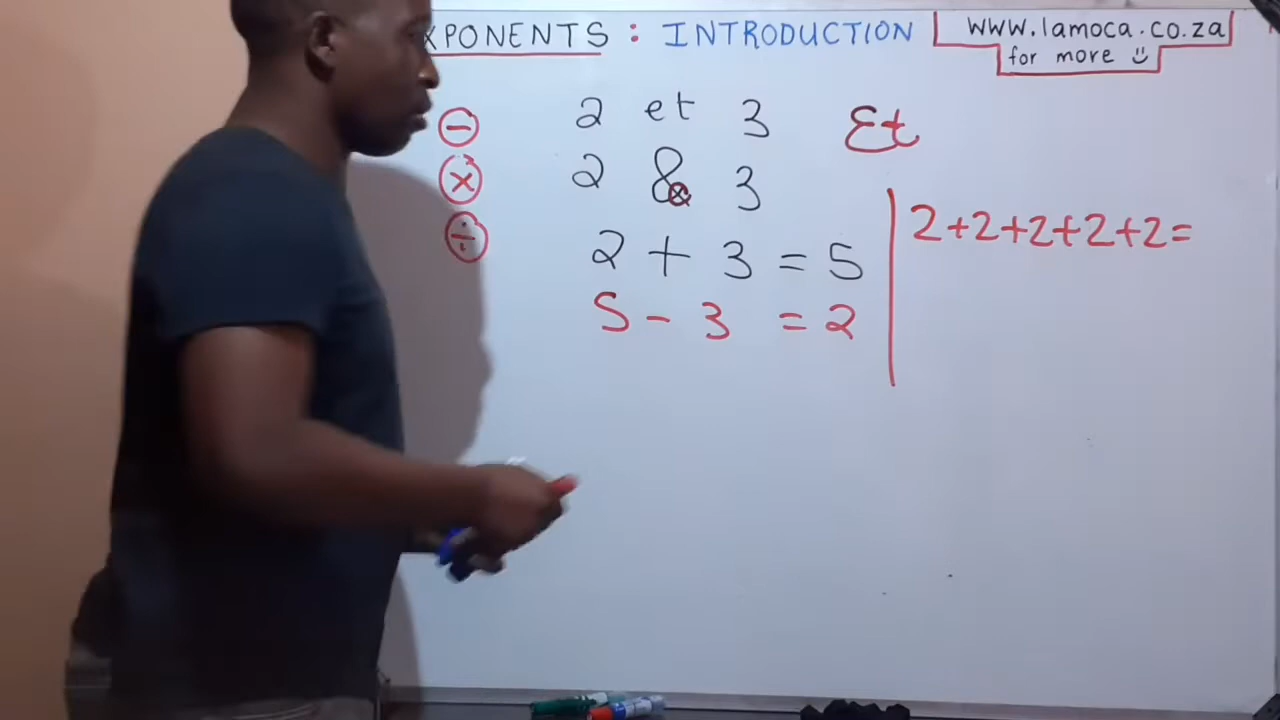 XPONENTS : INTRODUCTION
www.lamoca.co.za
for more
2 et 3
Et
2 & 3
2 + 3 = 5
5 - 3 = 2
2+2+2+2+2=
−
×
÷